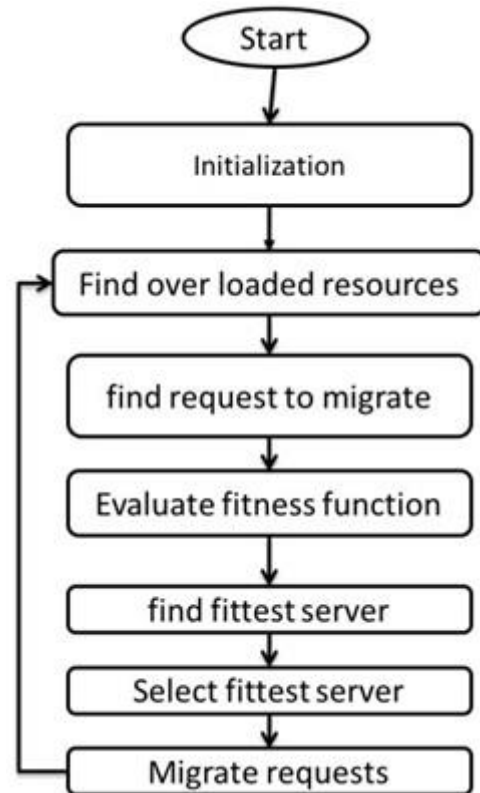 Start
Initialization
Find over loaded resources
find request to migrate
Evaluate fitness function
find fittest server
Select fittest server
Migrate requests